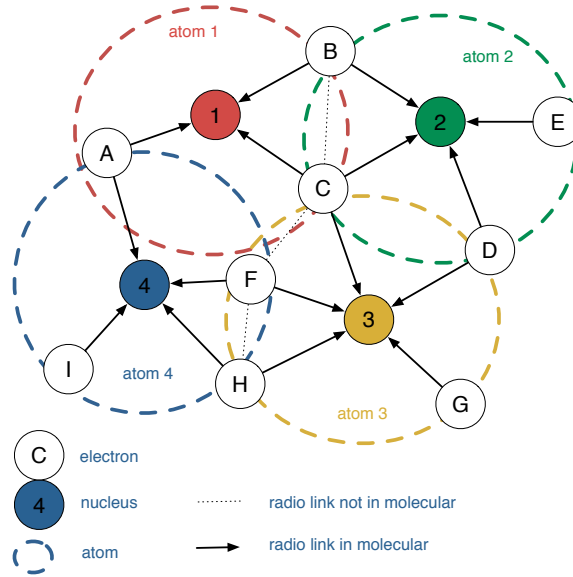 atom 1
B
atom 2
1
2
E
A
C
D
4
F
3
I
atom 4
H
G
atom 3
C
electron
4
nucleus
radio link not in molecular
atom
radio link in molecular